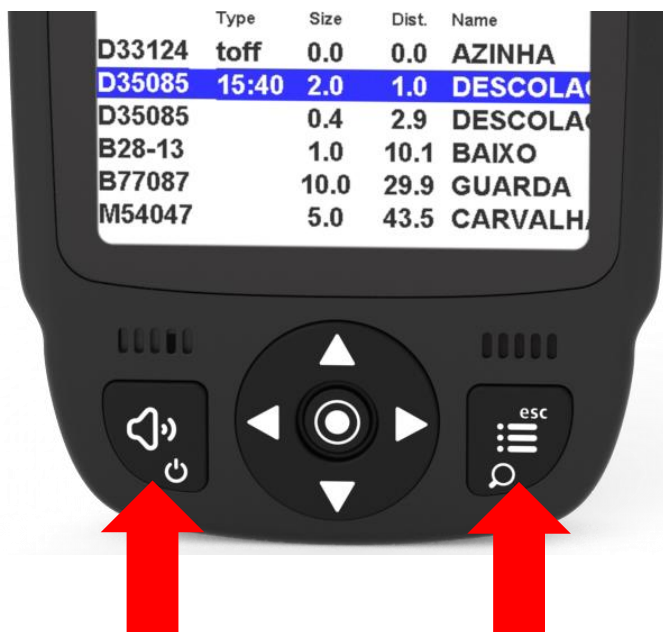 Type Size Dist. Name
D33124 toff 0.0 0.0 AZINHA
D35085 15:40 2.0 1.0 DESCOLA
D35085 0.4 2.9 DESCOLA
B28-13 1.0 10.1 BAIXO
B77087 10.0 29.9 GUARDA
M54047 5.0 43.5 CARVALH
esc